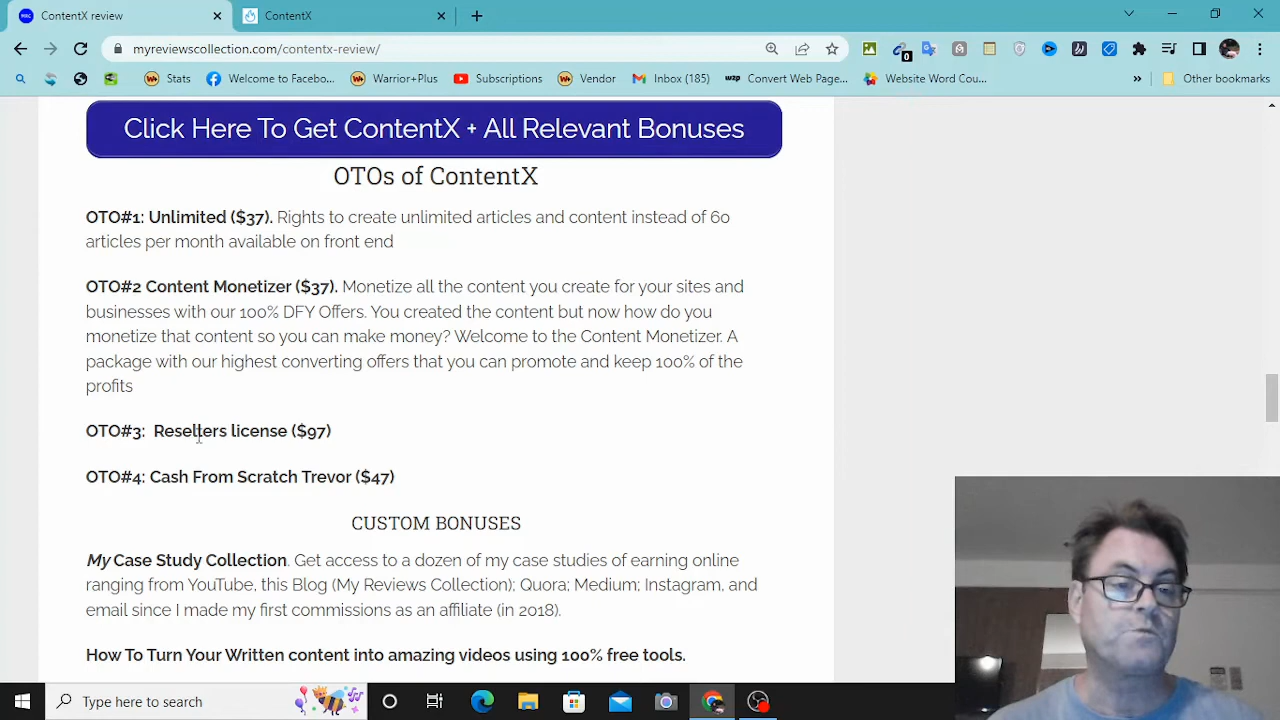 ContentX review
ContentX
myreviewscollection.com/contentx-review/
0
Stats
Welcome to Facebo...
Warrior+Plus
Subscriptions
Vendor
Inbox (185)
Convert Web Page...
Website Word Cou...
»
Other bookmarks
Click Here To Get ContentX + All Relevant Bonuses
OTOs of ContentX
OTO#1: Unlimited ($37). Rights to create unlimited articles and content instead of 60
articles per month available on front end
OTO#2 Content Monetizer ($37). Monetize all the content you create for your sites and
businesses with our 100% DFY Offers. You created the content but now how do you
monetize that content so you can make money? Welcome to the Content Monetizer. A
package with our highest converting offers that you can promote and keep 100% of the
profits
OTO#3: Resellers license ($97)
OTO#4: Cash From Scratch Trevor ($47)
CUSTOM BONUSES
My Case Study Collection. Get access to a dozen of my case studies of earning online
ranging from YouTube, this Blog (My Reviews Collection); Quora; Medium; Instagram, and
email since I made my first commissions as an affiliate (in 2018).
How To Turn Your Written content into amazing videos using 100% free tools.
Type here to search